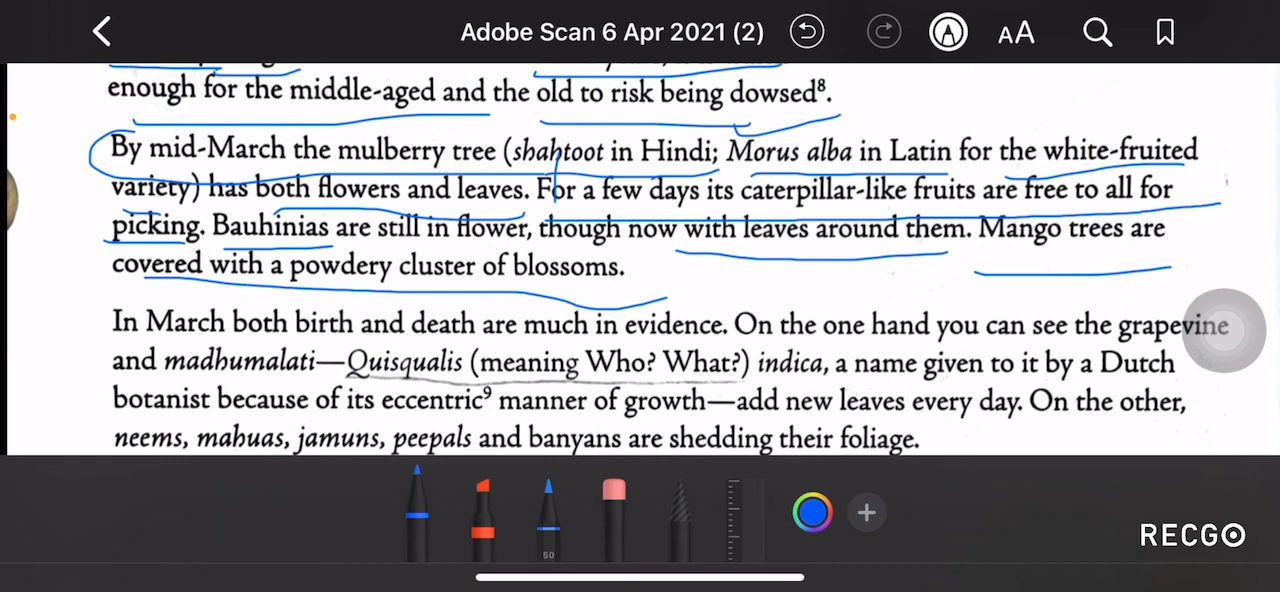 Adobe Scan 6 Apr 2021 (2)
AA
enough for the middle-aged and the old to risk being dowsed⁸.
By mid-March the mulberry tree (shahtoot in Hindi; Morus alba in Latin for the white-fruited
variety) has both flowers and leaves. For a few days its caterpillar-like fruits are free to all for
picking. Bauhinias are still in flower, though now with leaves around them. Mango trees are
covered with a powdery cluster of blossoms.
In March both birth and death are much in evidence. On the one hand you can see the grapevine
and madhumalati—Quisqualis (meaning Who? What?) indica, a name given to it by a Dutch
botanist because of its eccentric⁹ manner of growth—add new leaves every day. On the other,
neems, mahuas, jamuns, peepals and banyans are shedding their foliage.
50
RECGO